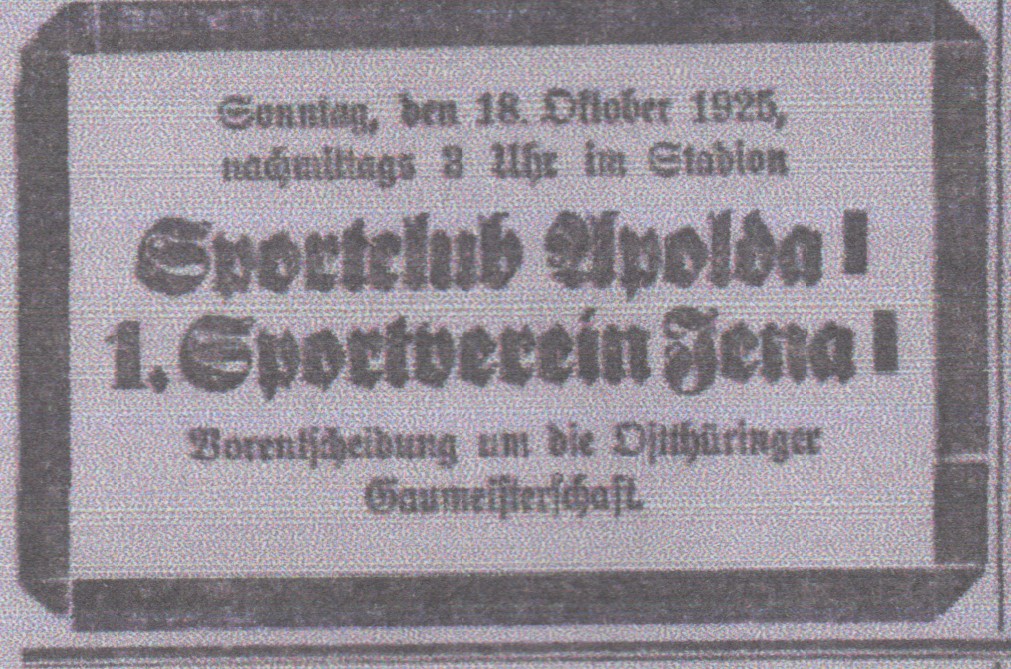 Sonntag, den 18. Oktober 1925,
nachmittags 3 Uhr im Stadion
Sportclub Apolda I
1. Sportverein Jena I
Vorentscheidung um die Ostthüringer
Gaumeisterschaft.